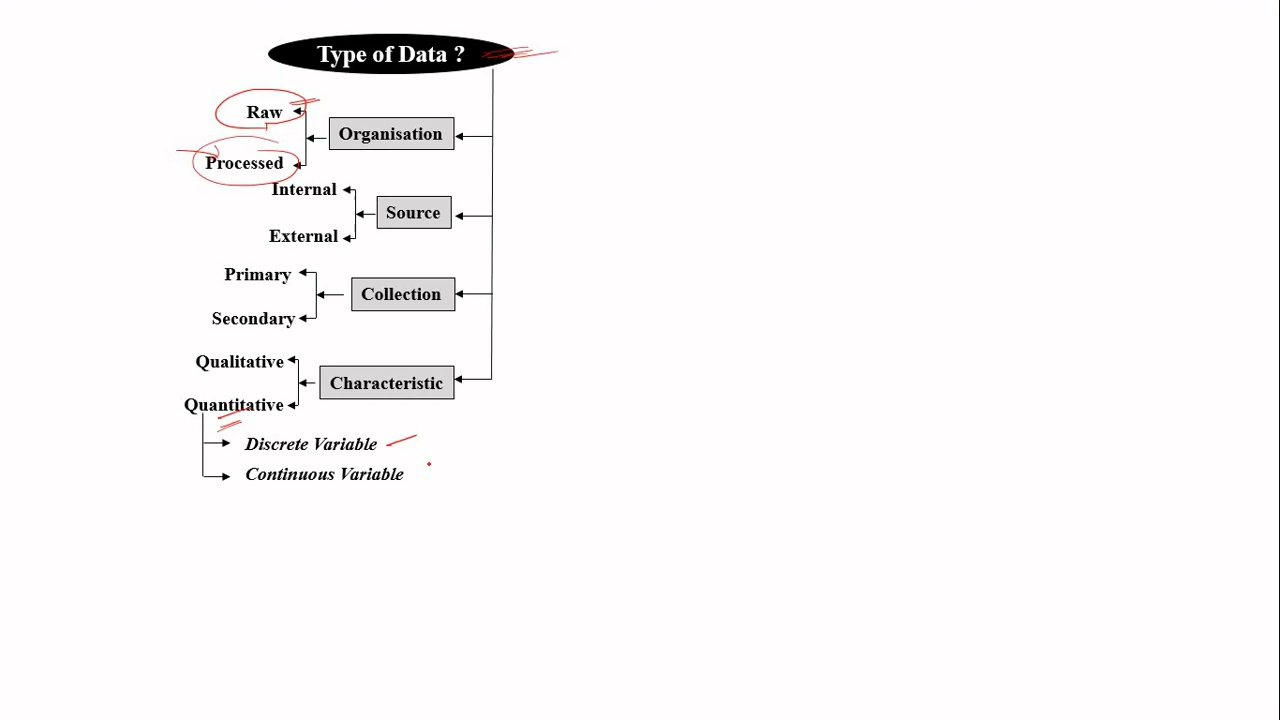 Type of Data ?
Raw
Organisation
Processed
Internal
Source
External
Primary
Collection
Secondary
Qualitative
Characteristic
Quantitative
Discrete Variable
Continuous Variable